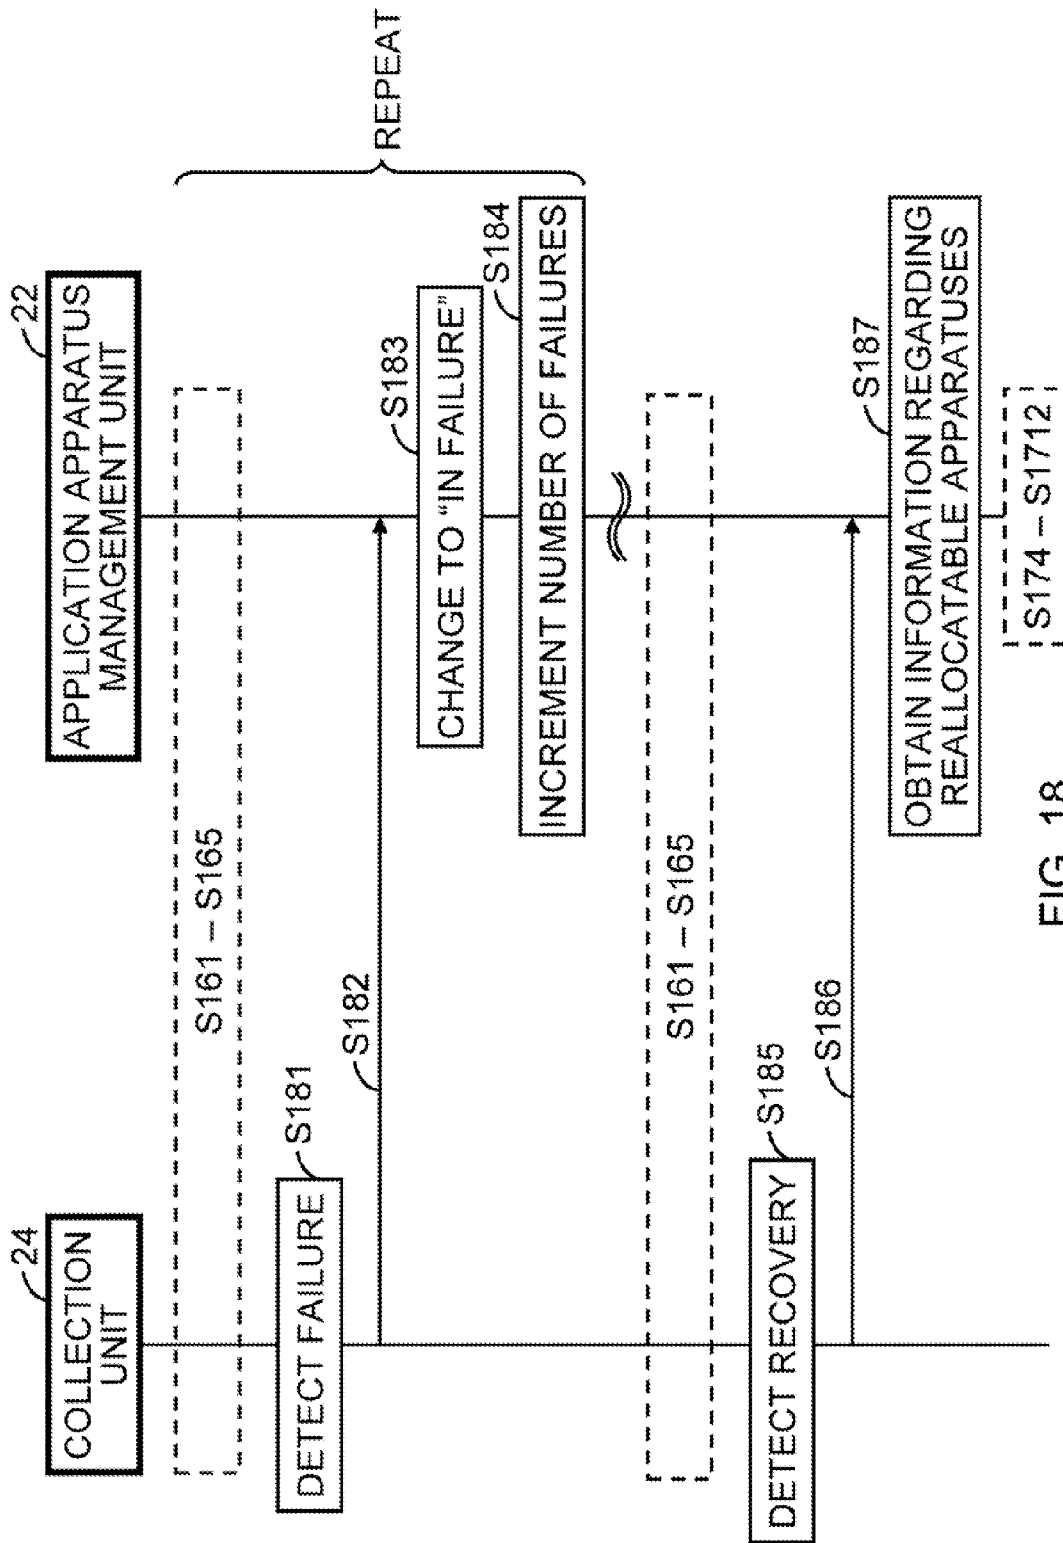 24
COLLECTION
UNIT
22
APPLICATION APPARATUS
MANAGEMENT UNIT
S161 – S165
DETECT FAILURE
S181
S182
S183
CHANGE TO “IN FAILURE”
S184
INCREMENT NUMBER OF FAILURES
REPEAT
S161 – S165
DETECT RECOVERY
S185
S186
S187
OBTAIN INFORMATION REGARDING
REALLOCATABLE APPARATUSES
S174 – S1712
FIG. 18